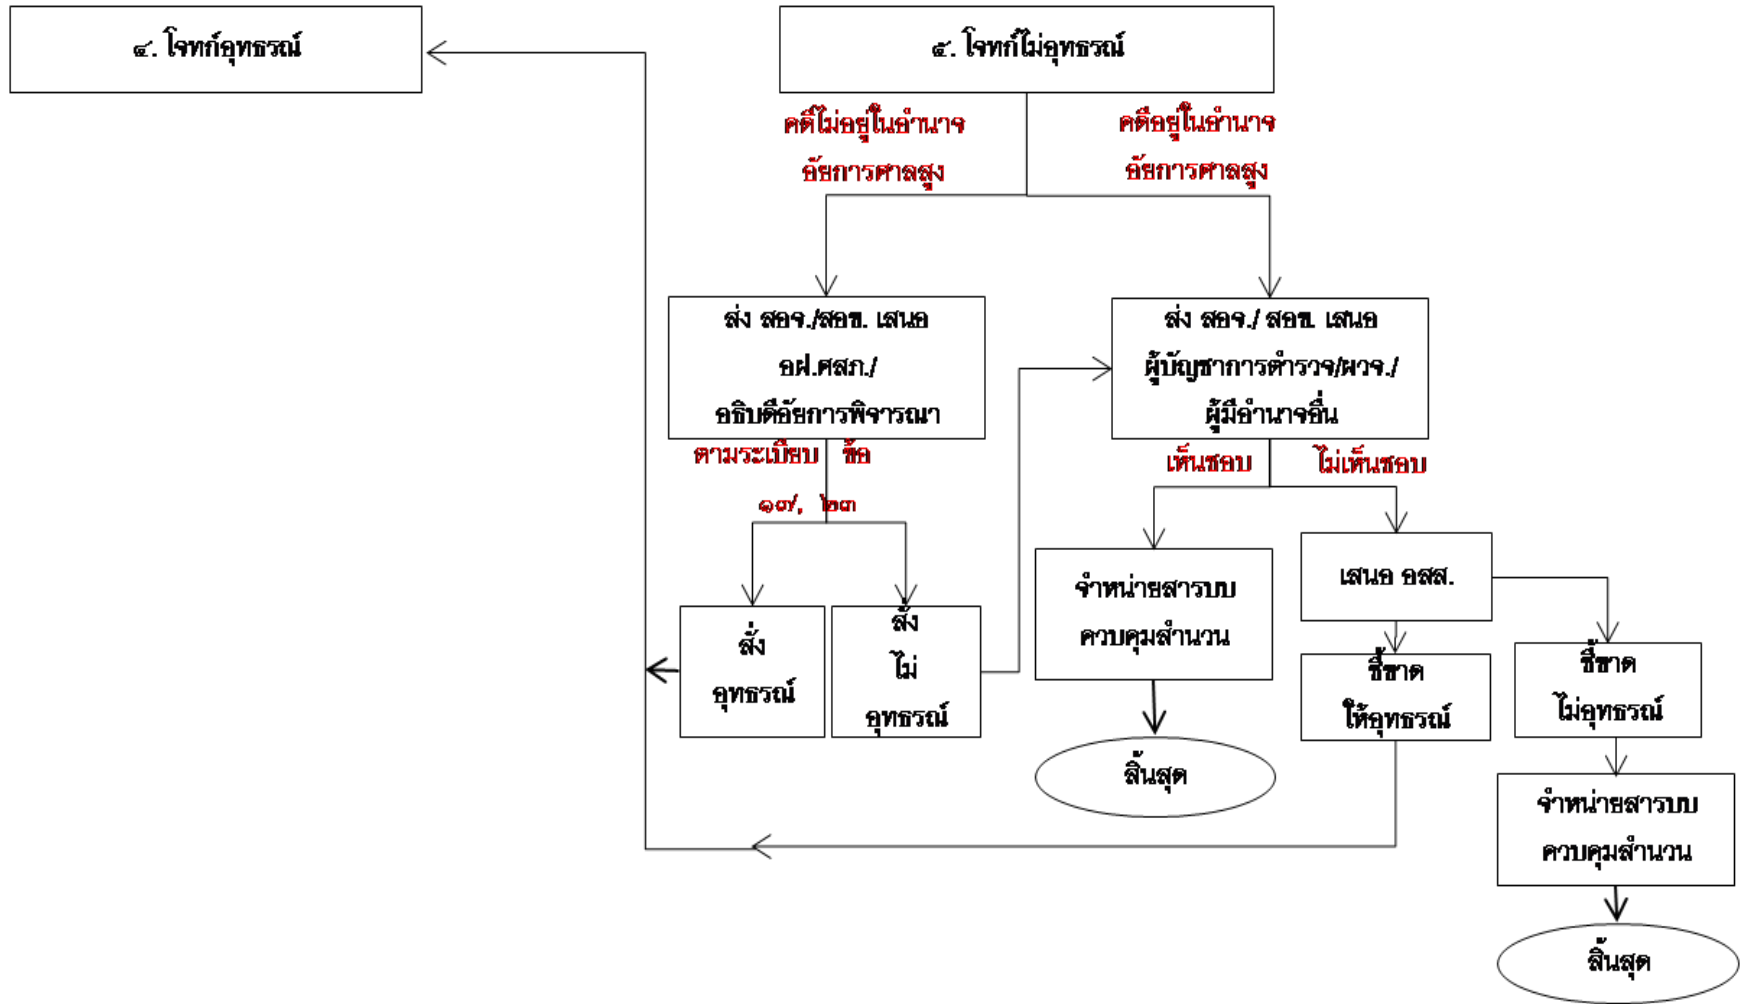 ๔. โจทก์อุทธรณ์
๕. โจทก์ไม่อุทธรณ์
คดีไม่อยู่ในอำนาจ
อัยการศาลสูง
คดีอยู่ในอำนาจ
อัยการศาลสูง
ส่ง สอจ./สอข. เสนอ
อฝ.ศสภ./
อธิบดีอัยการพิจารณา
ตามระเบียบ ข้อ
๑๗, ๒๓
ส่ง สอจ./ สอข. เสนอ
ผู้บัญชาการตำรวจ/ผวจ./
ผู้มีอำนาจอื่น
เห็นชอบ
ไม่เห็นชอบ
สั่ง
อุทธรณ์
สั่ง
ไม่
อุทธรณ์
จำหน่ายสารบบ
ควบคุมสำนวน
สิ้นสุด
เสนอ อสส.
ชี้ขาด
ให้อุทธรณ์
ชี้ขาด
ไม่อุทธรณ์
จำหน่ายสารบบ
ควบคุมสำนวน
สิ้นสุด